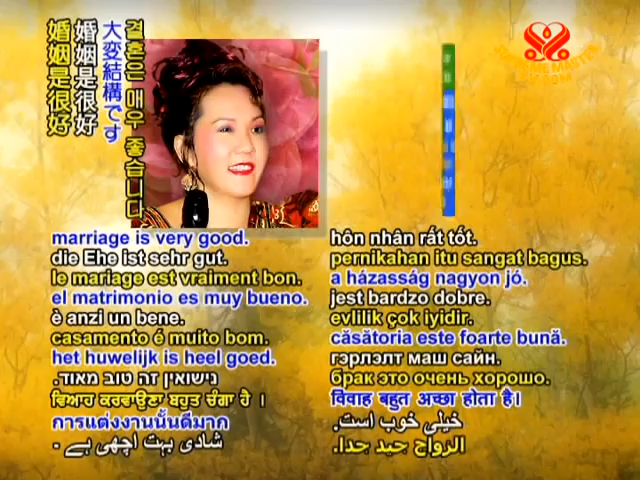 婚姻是很好
婚姻是很好
大変結構です
결혼은 매우 좋습니다
marriage is very good.
die Ehe ist sehr gut.
le mariage est vraiment bon.
el matrimonio es muy bueno.
è anzi un bene.
casamento é muito bom.
het huwelijk is heel goed.
נישואין זה טוב מאוד.
ਵਿਆਹ ਕਰਵਾਉਣਾ ਬਹੁਤ ਚੰਗਾ ਹੈ ।
การแต่งงานนั้นดีมาก
شادی بہت اچھی ہے ۔
hôn nhân rất tốt.
pernikahan itu sangat bagus.
a házasság nagyon jó.
jest bardzo dobre.
evlilik çok iyidir.
căsătoria este foarte bună.
гэрлэлт маш сайн.
брак это очень хорошо.
विवाह बहुत अच्छा होता है।
خیلی خوب است.
الزواج جيد جدا.